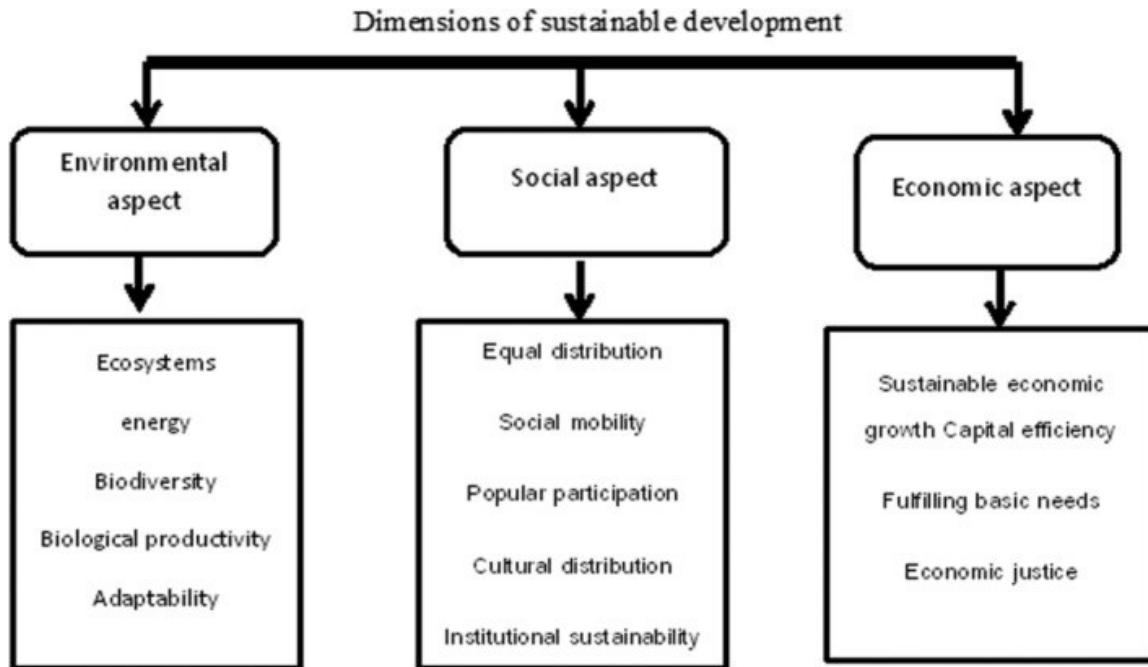 Dimensions of sustainable development
Environmental
aspect
Social aspect
Economic aspect
Ecosystems
energy
Biodiversity
Biological productivity
Adaptability
Equal distribution
Social mobility
Popular participation
Cultural distribution
Institutional sustainability
Sustainable economic
growth Capital efficiency
Fulfilling basic needs
Economic justice